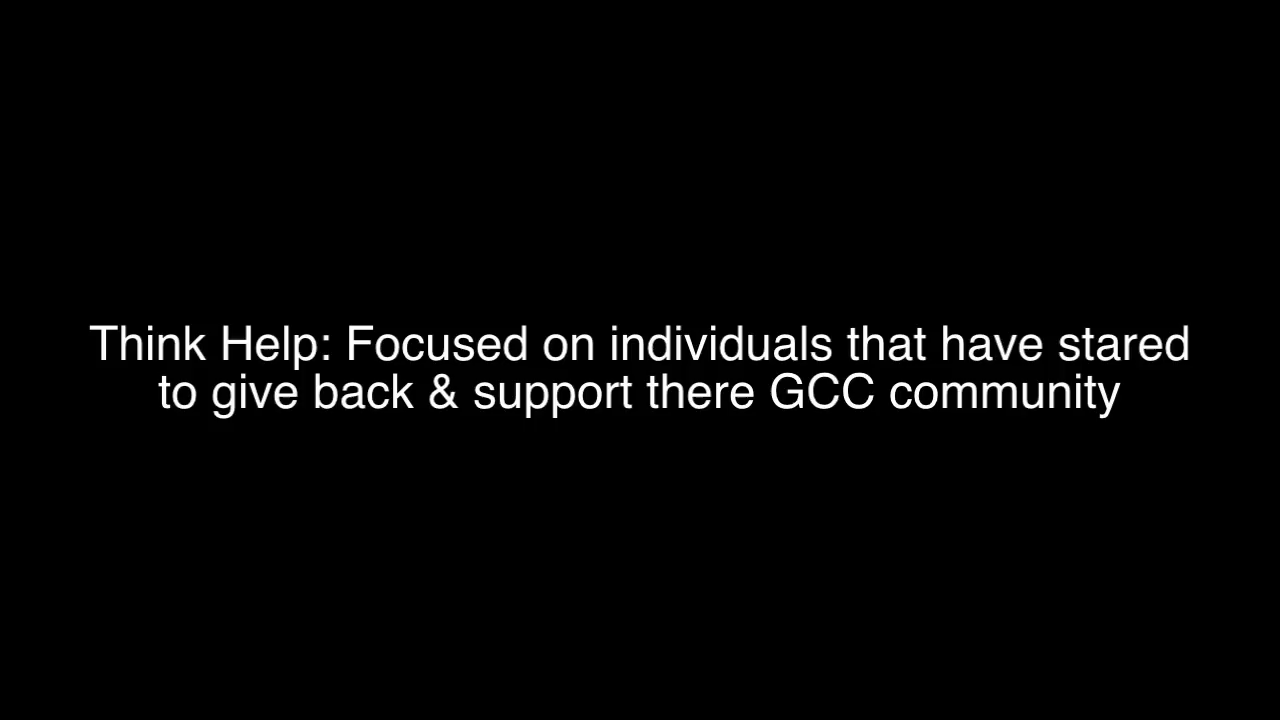 Think Help: Focused on individuals that have stared
to give back & support there GCC community